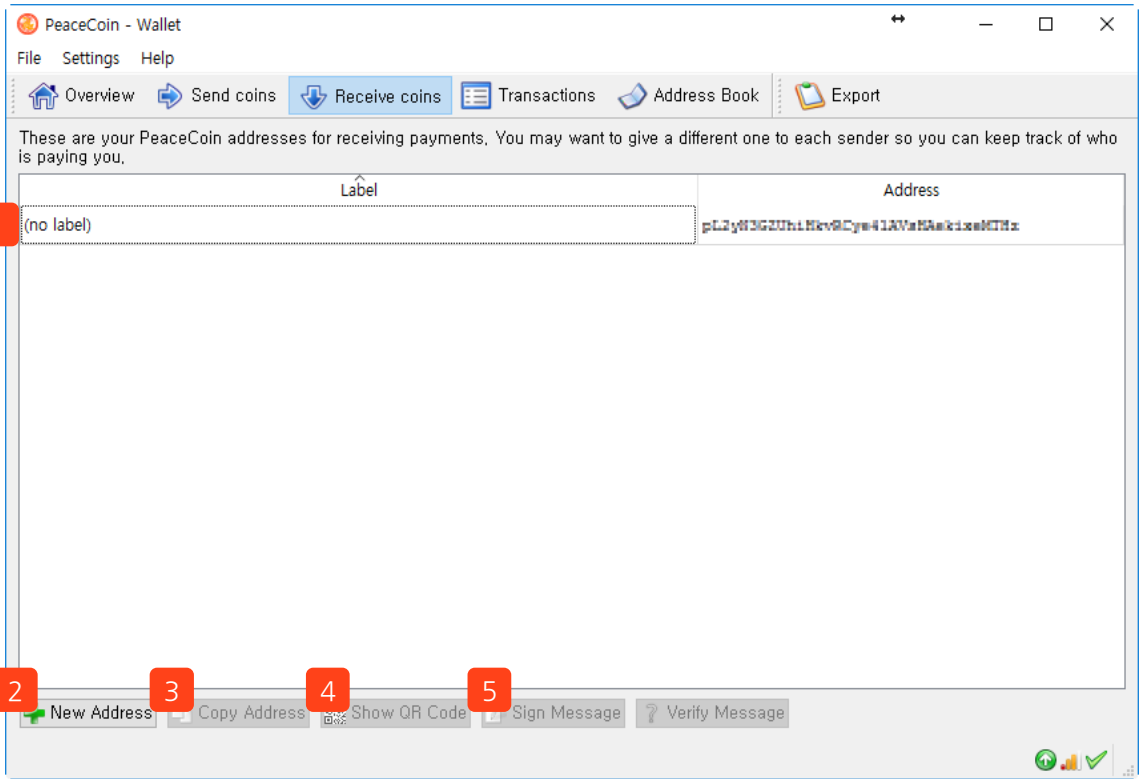 PeaceCoin - Wallet
File Settings Help
Overview Send coins Receive coins Transactions Address Book Export
These are your PeaceCoin addresses for receiving payments, You may want to give a different one to each sender so you can keep track of who
is paying you,
Label Address
(no label)
2 3 4 5
New Address Copy Address Show QR Code Sign Message Verify Message